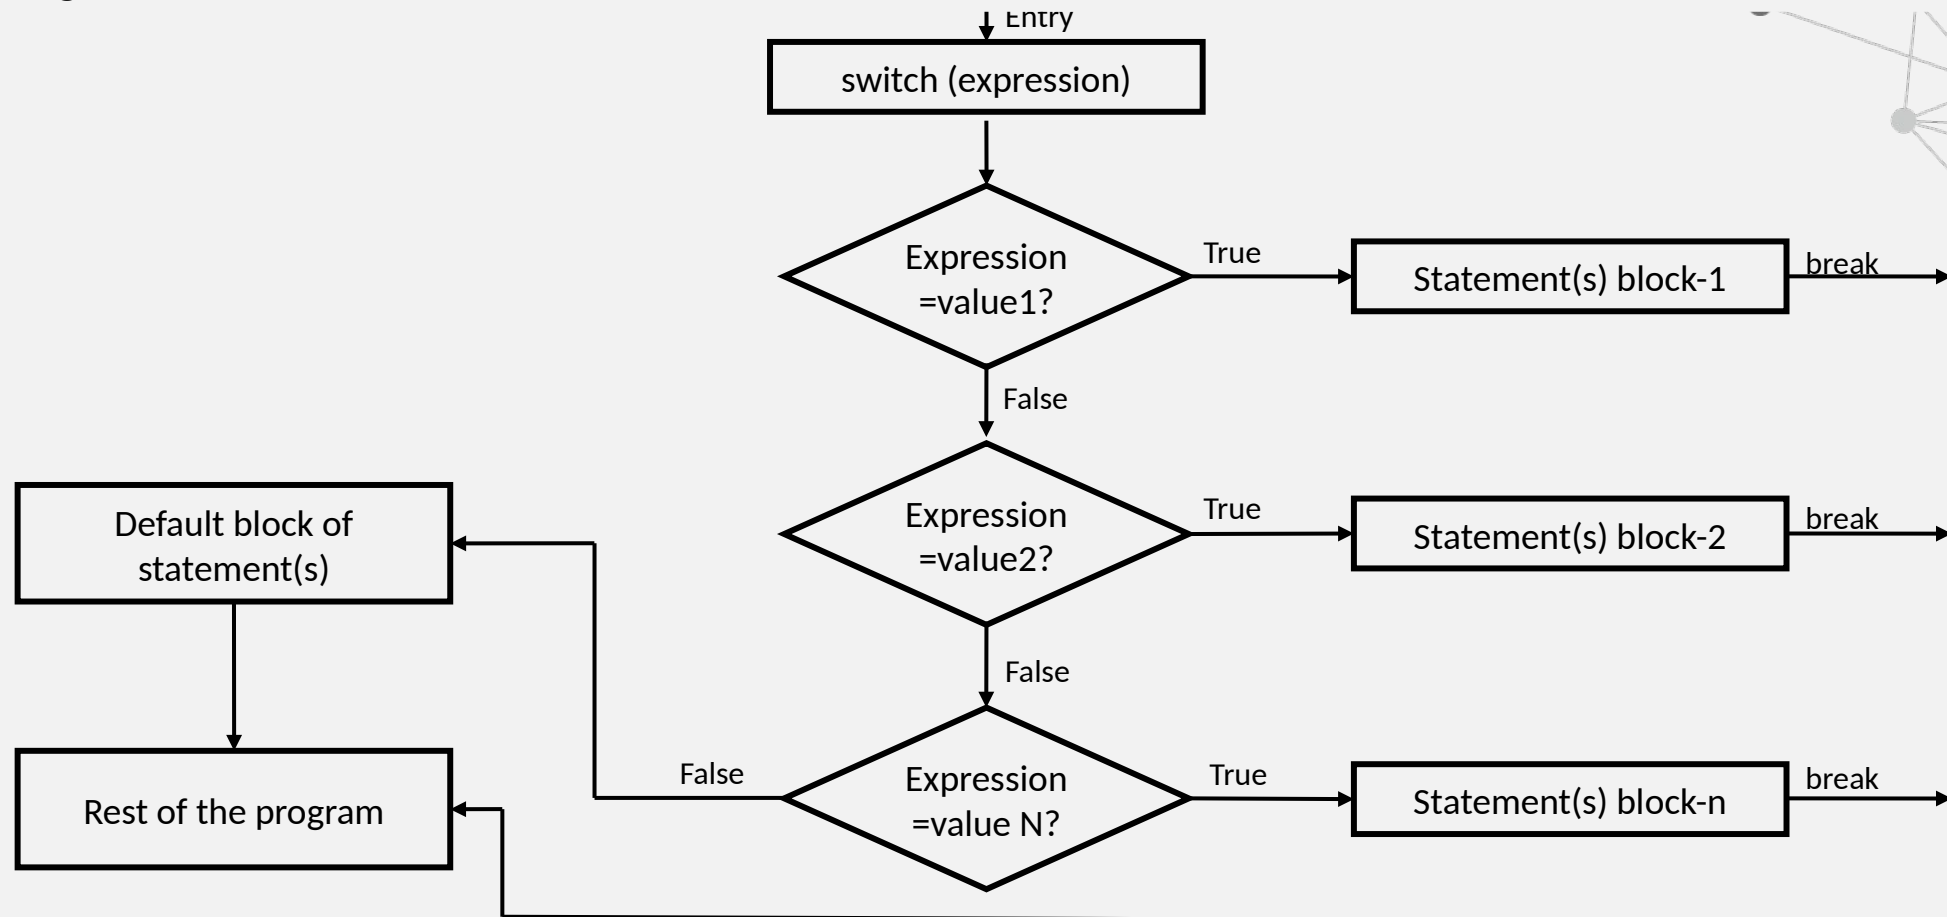 Entry
switch (expression)
Expression
=value1?
True
Statement(s) block-1
break
False
Default block of
statement(s)
Expression
=value2?
True
Statement(s) block-2
break
False
Rest of the program
False
Expression
=value N?
True
Statement(s) block-n
break